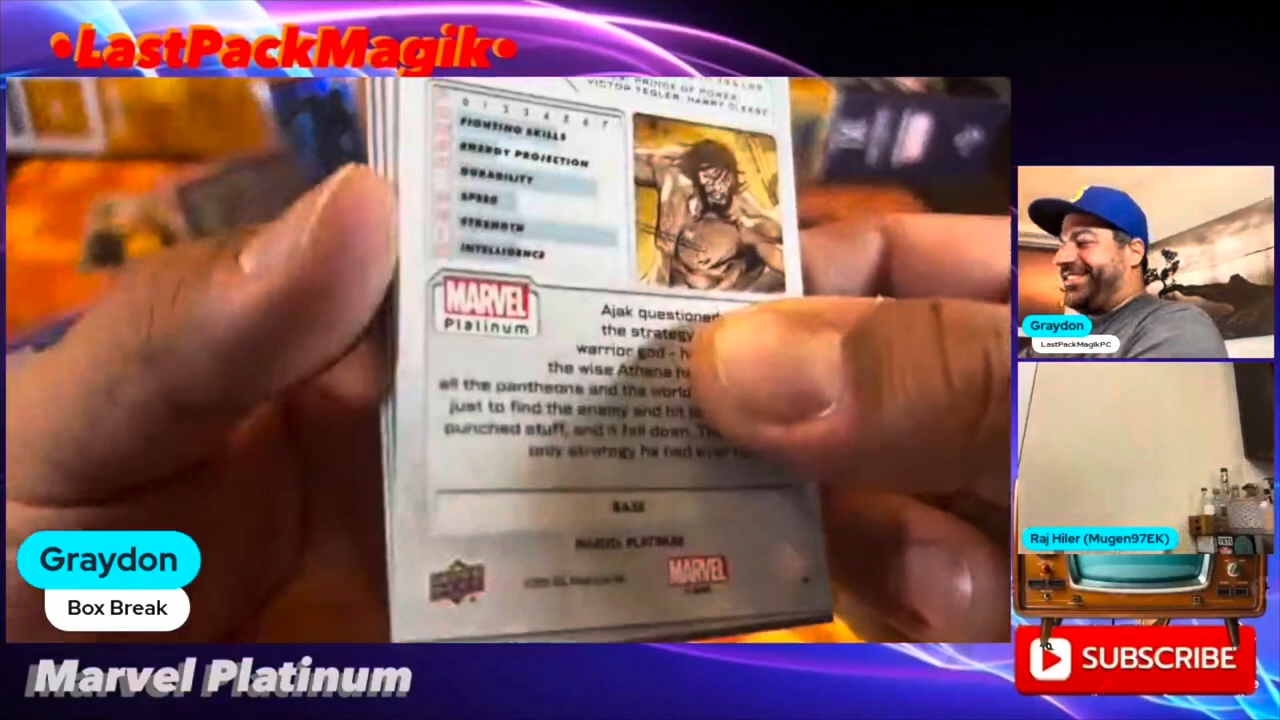 •LastPackMagik•
PRINCE OF POWER,
VICTOR TEGLER, HARRY CLEESE
0 1 2 3 4 5 6 7
FIGHTING SKILLS
ENERGY PROJECTION
DURABILITY
SPEED
STRENGTH
INTELLIGENCE
MARVEL
Platinum
Ajak questioned
the strategy
warrior god - h
the wise Athena he
all the pantheons and the world
just to find the enemy and hit
punched stuff, and it fell down.
only strategy he had ever
BASE
MARVEL PLATINUM
MARVEL
Graydon
Box Break
Marvel Platinum
Graydon
LastPackMagikPC
Raj Hiler (Mugen97EK)
SUBSCRIBE